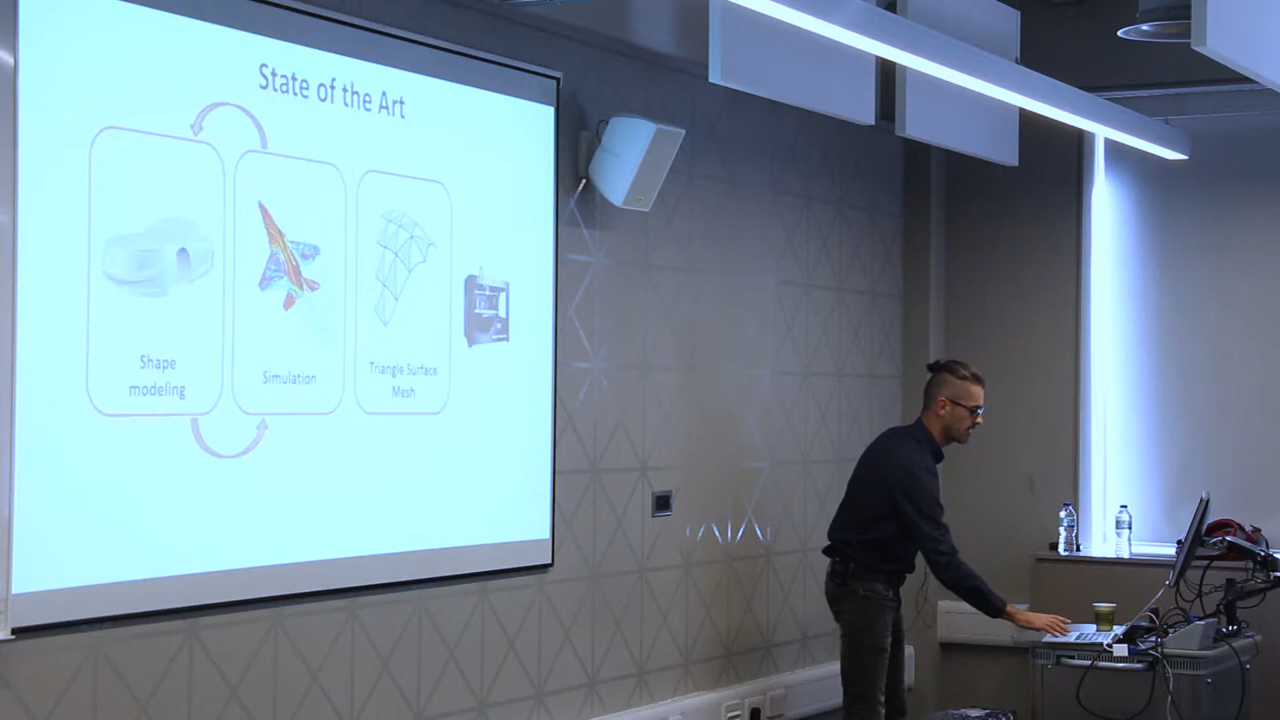 State of the Art
Shape
modeling
Simulation
Triangle Surface
Mesh